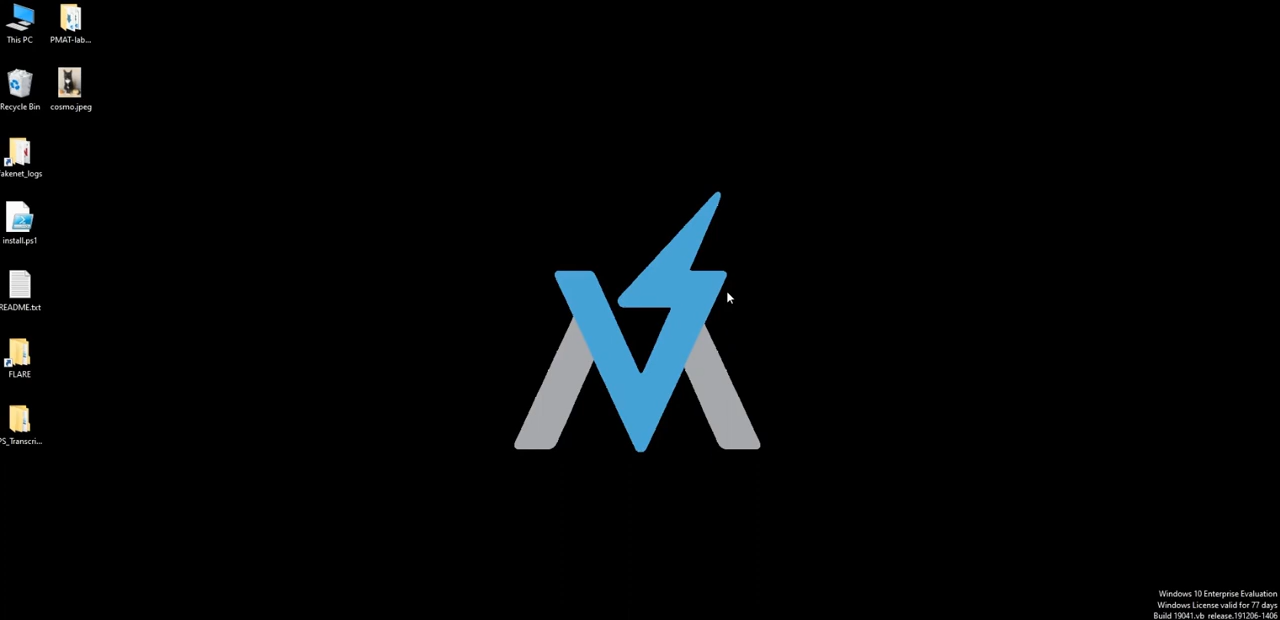 This PC
PMAT-lab...
Recycle Bin
cosmo.jpeg
akenet_logs
install.ps1
README.txt
FLARE
PS_Transcri...
Windows 10 Enterprise Evaluation
Windows License valid for 77 days
Build 19041.vb_release.191206-1406